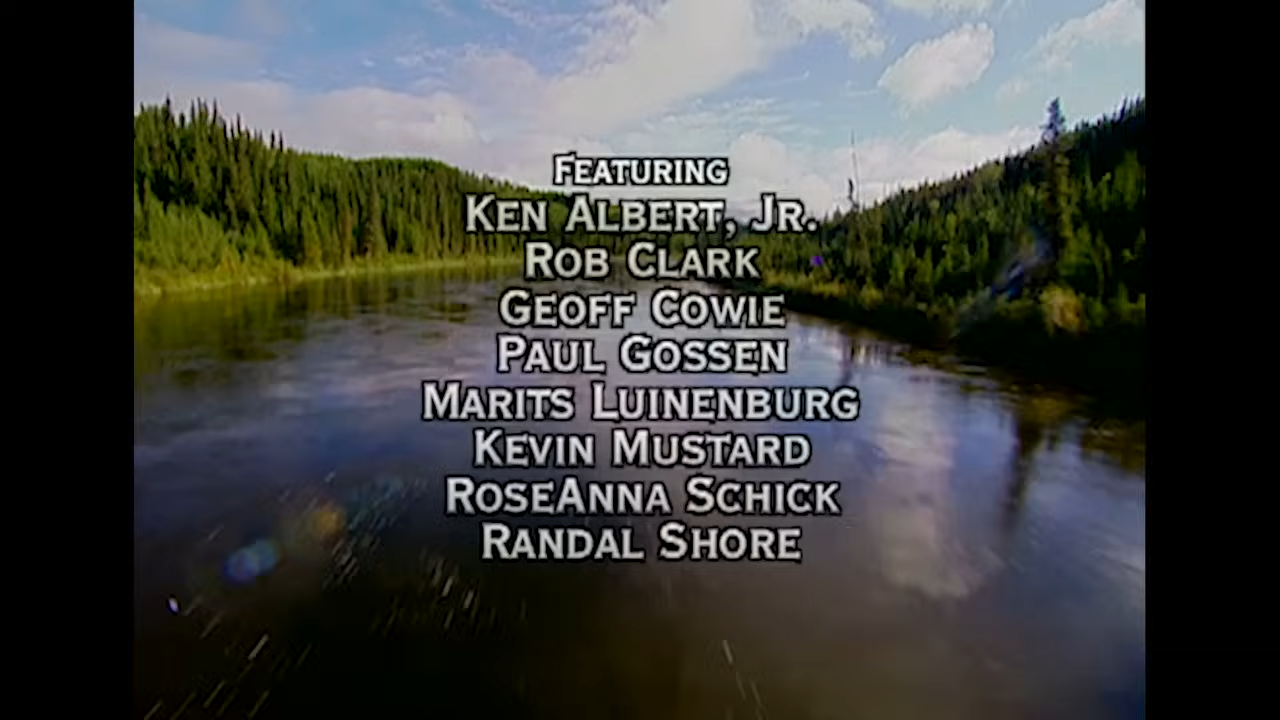 Featuring
Ken Albert, Jr.
Rob Clark
Geoff Cowie
Paul Gossen
Marits Luinenburg
Kevin Mustard
RoseAnna Schick
Randal Shore